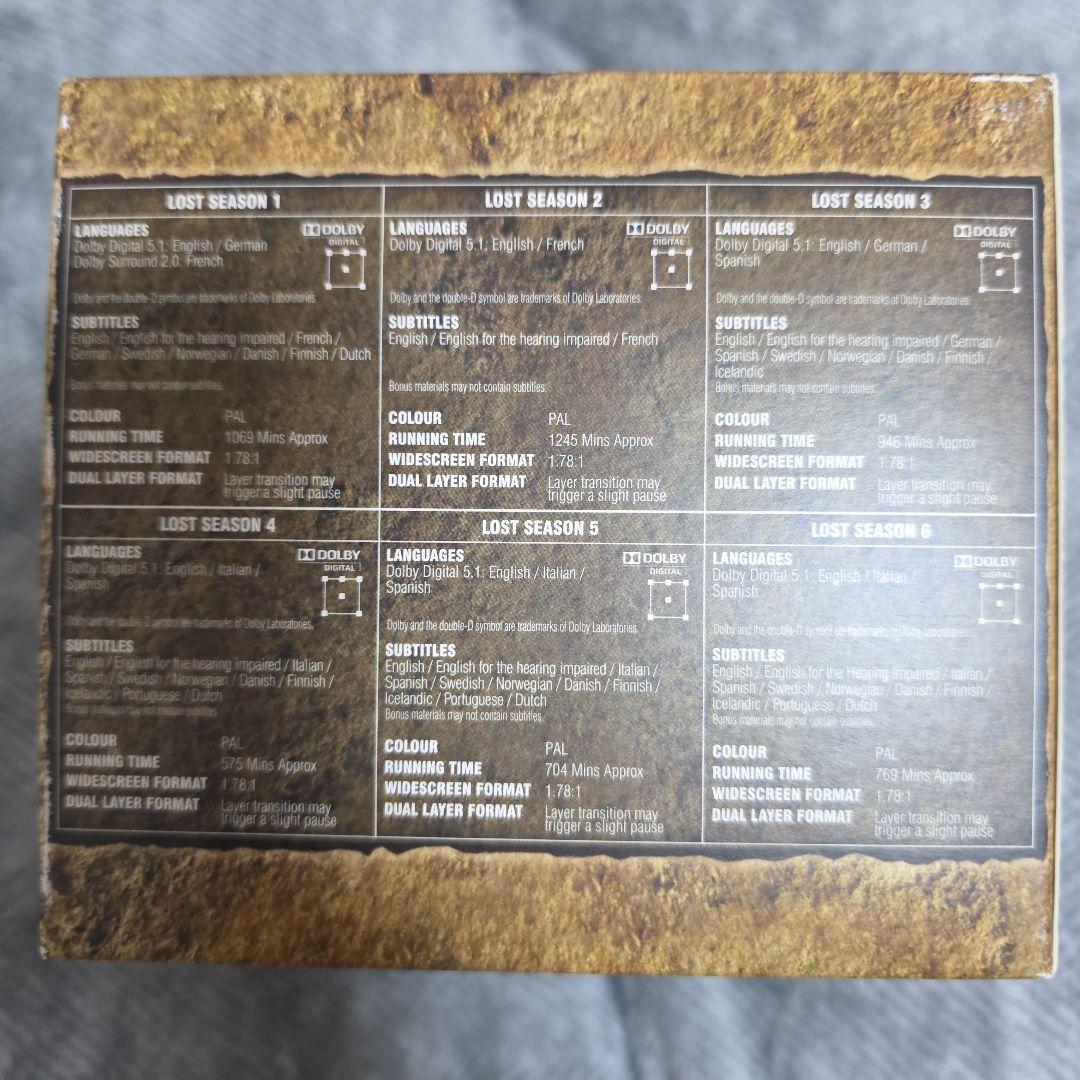 LOST SEASON 1
LANGUAGES
DOLBY
DIGITAL
Dolby Digital 5.1: English / German
Dolby Surround 2.0: French
Dolby and the double-D symbol are trademarks of Dolby Laboratories.
SUBTITLES
English / English for the hearing impaired / French /
German / Swedish / Norwegian / Danish / Finnish / Dutch
Bonus materials may not contain subtitles.
COLOUR PAL
RUNNING TIME 1069 Mins Approx
WIDESCREEN FORMAT 1.78:1
DUAL LAYER FORMAT Layer transition may
trigger a slight pause
LOST SEASON 2
LANGUAGES
DOLBY
DIGITAL
Dolby Digital 5.1: English / French
Dolby and the double-D symbol are trademarks of Dolby Laboratories.
SUBTITLES
English / English for the hearing impaired / French
Bonus materials may not contain subtitles.
COLOUR PAL
RUNNING TIME 1245 Mins Approx
WIDESCREEN FORMAT 1.78:1
DUAL LAYER FORMAT Layer transition may
trigger a slight pause
LOST SEASON 3
LANGUAGES
DOLBY
DIGITAL
Dolby Digital 5.1: English / German /
Spanish
Dolby and the double-D symbol are trademarks of Dolby Laboratories.
SUBTITLES
English / English for the hearing impaired / German /
Spanish / Swedish / Norwegian / Danish / Finnish /
Icelandic
Bonus materials may not contain subtitles.
COLOUR PAL
RUNNING TIME 946 Mins Approx
WIDESCREEN FORMAT 1.78:1
DUAL LAYER FORMAT Layer transition may
trigger a slight pause
LOST SEASON 4
LANGUAGES
DOLBY
DIGITAL
Dolby Digital 5.1: English / Italian /
Spanish
Dolby and the double-D symbol are trademarks of Dolby Laboratories.
SUBTITLES
English / English for the hearing impaired / Italian /
Spanish / Swedish / Norwegian / Danish / Finnish /
Icelandic / Portuguese / Dutch
Bonus materials may not contain subtitles.
COLOUR PAL
RUNNING TIME 575 Mins Approx
WIDESCREEN FORMAT 1.78:1
DUAL LAYER FORMAT Layer transition may
trigger a slight pause
LOST SEASON 5
LANGUAGES
DOLBY
DIGITAL
Dolby Digital 5.1: English / Italian /
Spanish
Dolby and the double-D symbol are trademarks of Dolby Laboratories.
SUBTITLES
English / English for the hearing impaired / Italian /
Spanish / Swedish / Norwegian / Danish / Finnish /
Icelandic / Portuguese / Dutch
Bonus materials may not contain subtitles.
COLOUR PAL
RUNNING TIME 704 Mins Approx
WIDESCREEN FORMAT 1.78:1
DUAL LAYER FORMAT Layer transition may
trigger a slight pause
LOST SEASON 6
LANGUAGES
DOLBY
DIGITAL
Dolby Digital 5.1: English / Italian /
Spanish
Dolby and the double-D symbol are trademarks of Dolby Laboratories.
SUBTITLES
English / English for the Hearing impaired / Italian /
Spanish / Swedish / Norwegian / Danish / Finnish /
Icelandic / Portuguese / Dutch
Bonus materials may not contain subtitles.
COLOUR PAL
RUNNING TIME 769 Mins Approx
WIDESCREEN FORMAT 1.78:1
DUAL LAYER FORMAT Layer transition may
trigger a slight pause